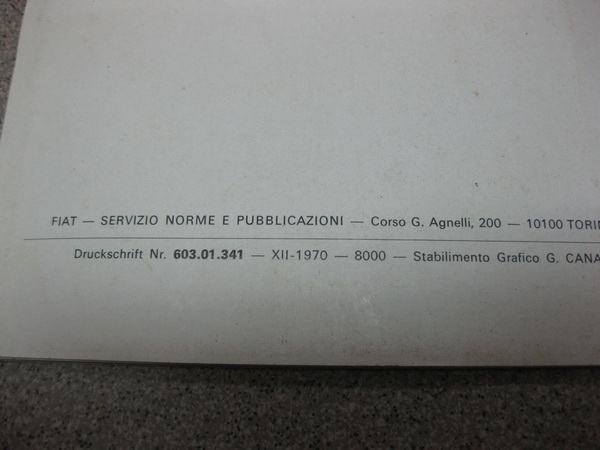 FIAT — SERVIZIO NORME E PUBBLICAZIONI — Corso G. Agnelli, 200 — 10100
Druckschrift Nr. 603.01.341 — XII-1970 — 8000 — Stabilimento Grafico G.